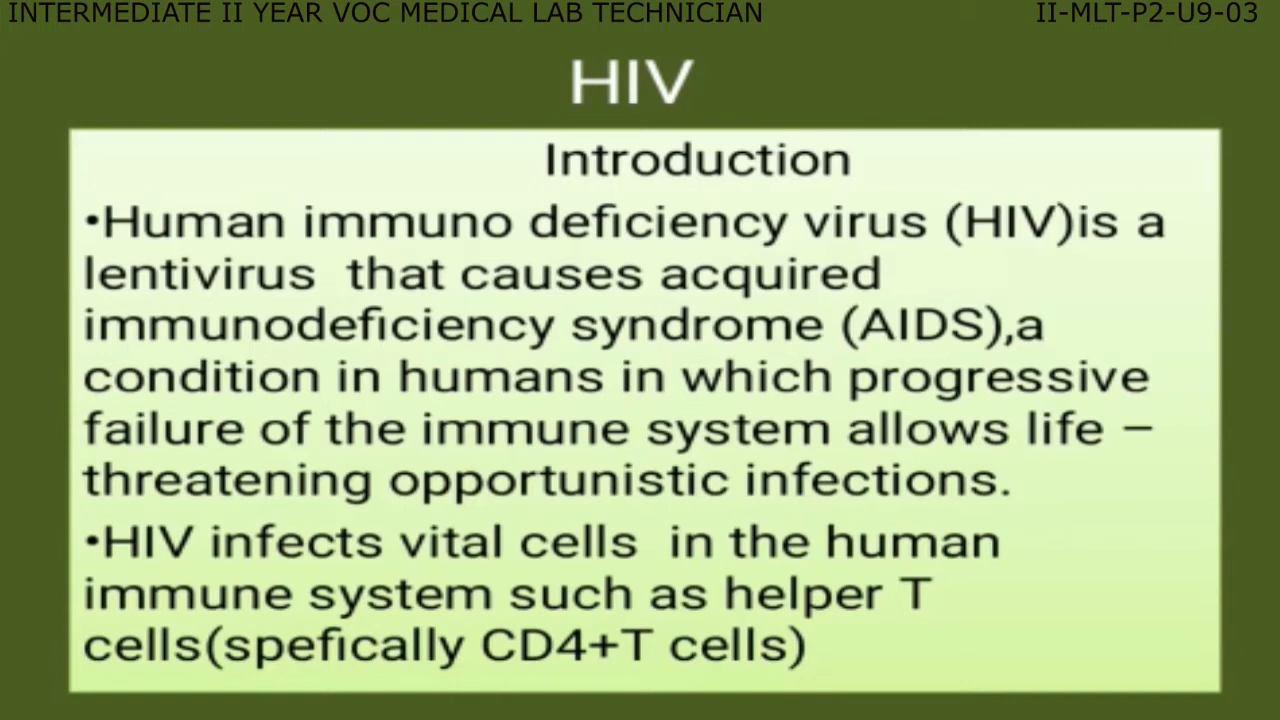 INTERMEDIATE II YEAR VOC MEDICAL LAB TECHNICIAN II-MLT-P2-U9-03
HIV
Introduction
•Human immuno deficiency virus (HIV)is a
lentivirus  that causes acquired
immunodeficiency syndrome (AIDS),a
condition in humans in which progressive
failure of the immune system allows life –
threatening opportunistic infections.
•HIV infects vital cells  in the human
immune system such as helper T
cells(spefically CD4+T cells)